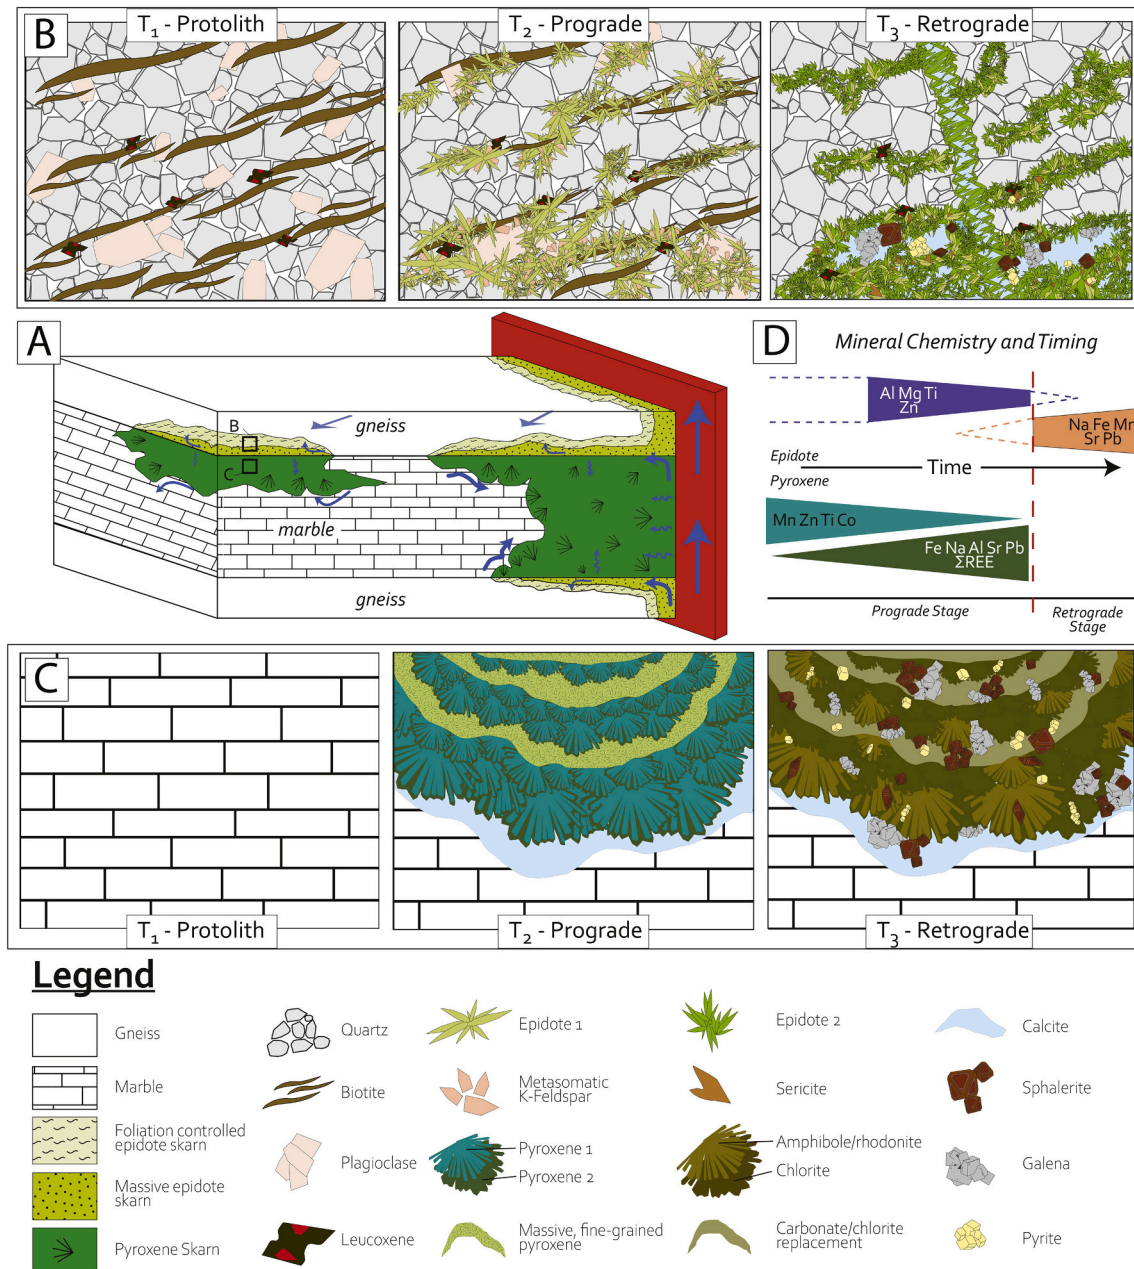 B
T1 - Protolith
T2 - Prograde
T3 - Retrograde
A
B
gneiss
gneiss
C
marble
gneiss
D
Mineral Chemistry and Timing
Al Mg Ti
Zn
Na Fe Mn
Sr Pb
Epidote
Time
Pyroxene
Mn Zn Ti Co
Fe Na Al Sr Pb
ΣREE
Prograde Stage
Retrograde
Stage
C
T1 - Protolith
T2 - Prograde
T3 - Retrograde
Legend
Gneiss
Marble
Foliation controlled
epidote skarn
Massive epidote
skarn
Pyroxene Skarn
Quartz
Biotite
Plagioclase
Leucoxene
Epidote 1
Metasomatic
K-Feldspar
Pyroxene 1
Pyroxene 2
Massive, fine-grained
pyroxene
Epidote 2
Sericite
Amphibole/rhodonite
Chlorite
Carbonate/chlorite
replacement
Calcite
Sphalerite
Galena
Pyrite